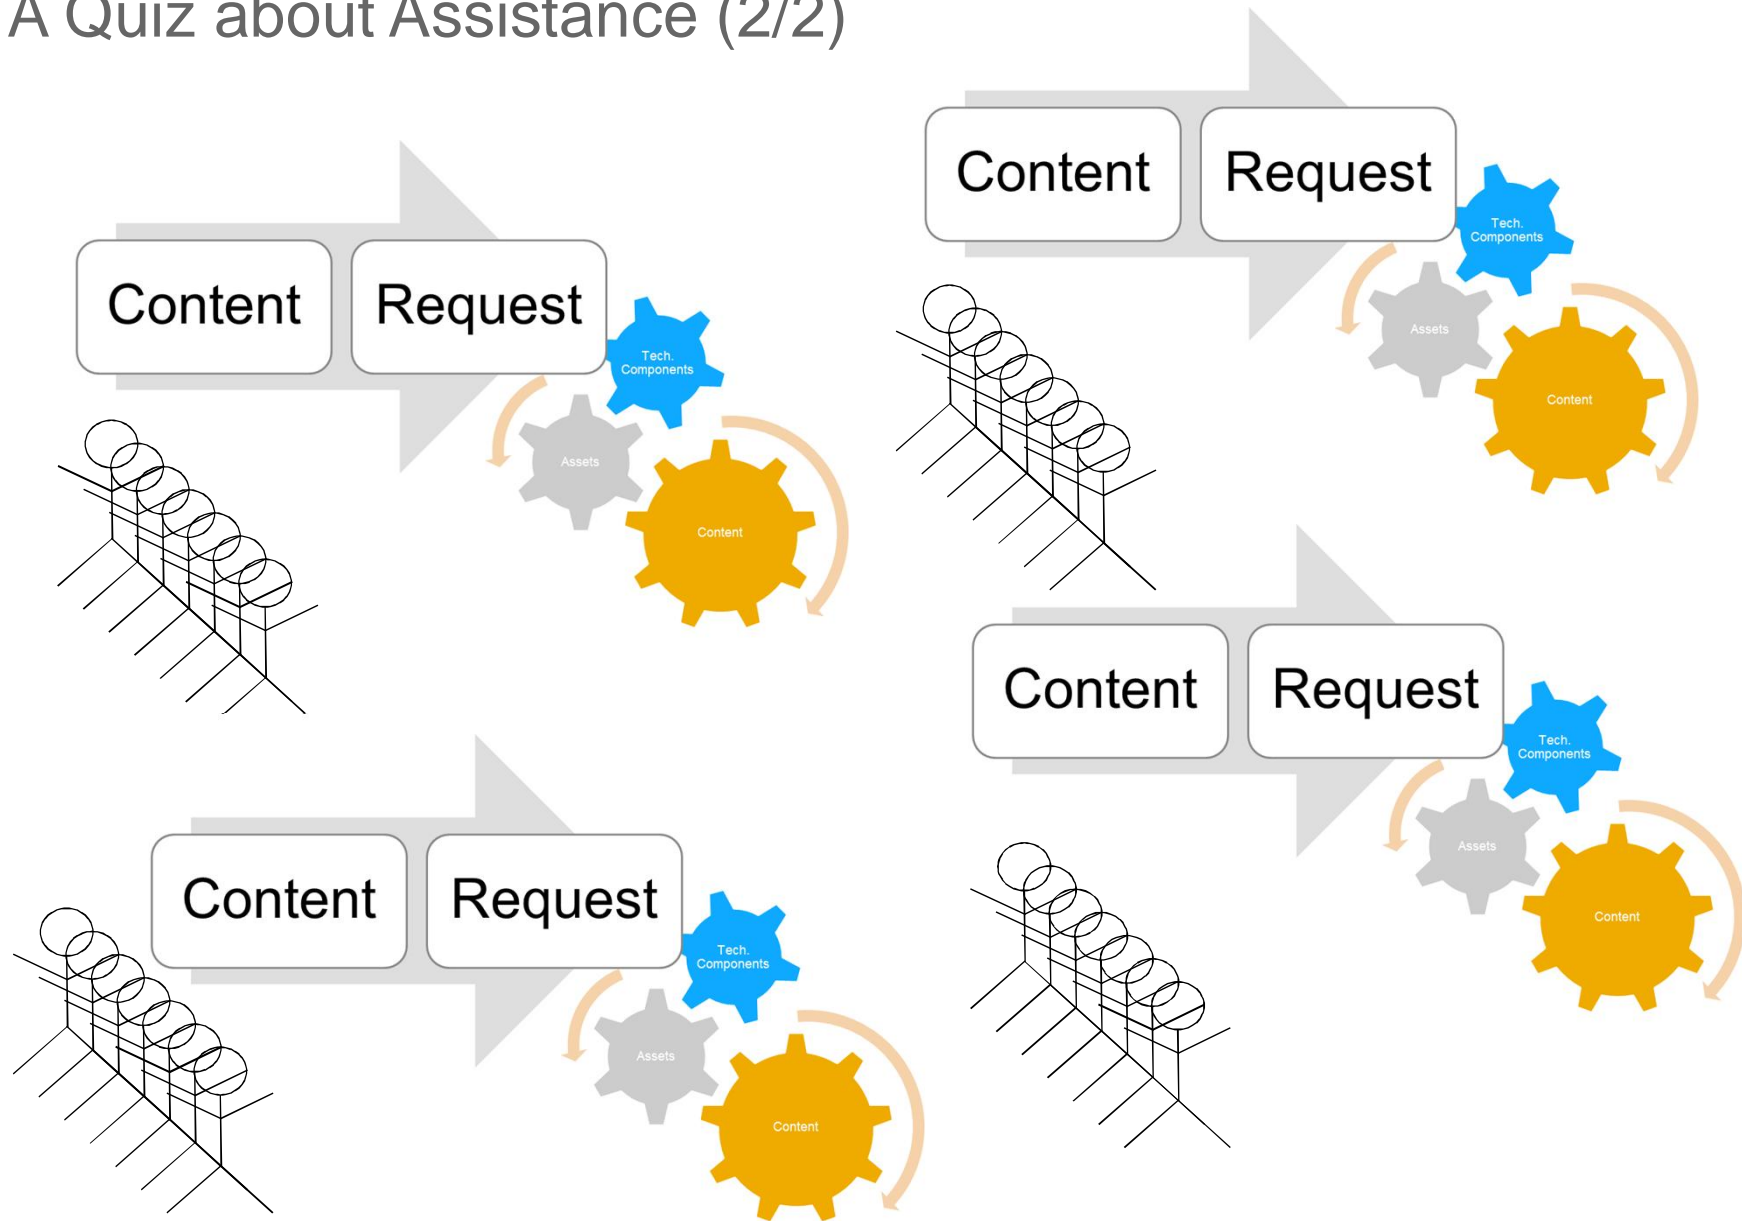 A Quiz about Assistance (2/2)
Content Request
Tech.
Components
Assets
Content
Content Request
Tech.
Components
Assets
Content
Content Request
Tech.
Components
Assets
Content
Content Request
Tech.
Components
Assets
Content